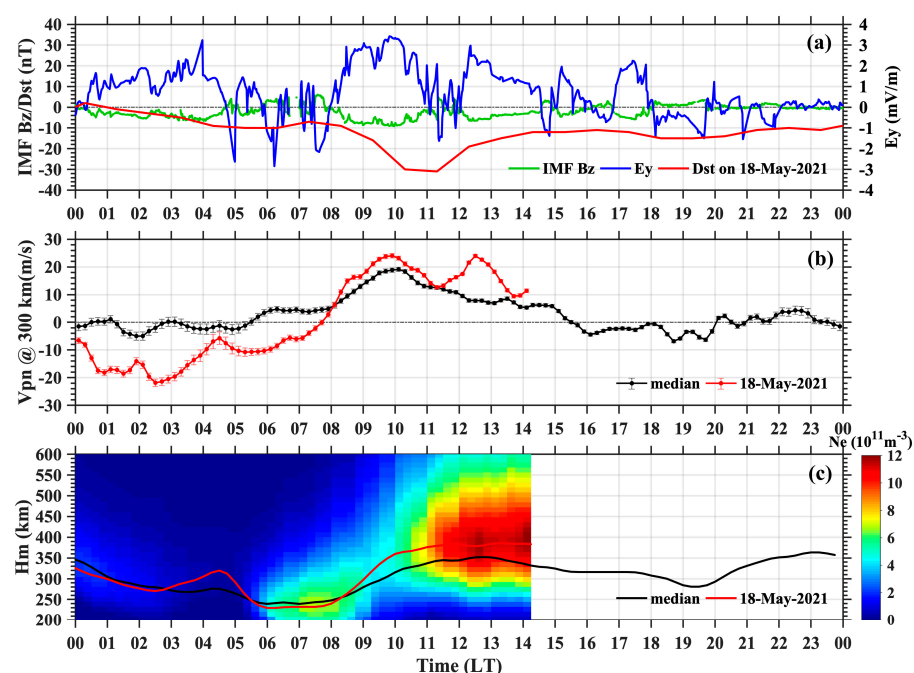 (a)
IMF Bz/Dst (nT)
40
30
20
10
0
-10
-20
-30
-40
Ey (mV/m)
4
3
2
1
0
-1
-2
-3
-4
IMF Bz Ey Dst on 18-May-2021
00 01 02 03 04 05 06 07 08 09 10 11 12 13 14 15 16 17 18 19 20 21 22 23 00
(b)
Vpn @ 300 km(m/s)
30
20
10
0
-10
-20
-30
median 18-May-2021
00 01 02 03 04 05 06 07 08 09 10 11 12 13 14 15 16 17 18 19 20 21 22 23 00
Ne (10^11 m^-3)
(c)
Hm (km)
600
550
500
450
400
350
300
250
200
12
10
8
6
4
2
0
median 18-May-2021
00 01 02 03 04 05 06 07 08 09 10 11 12 13 14 15 16 17 18 19 20 21 22 23 00
Time (LT)